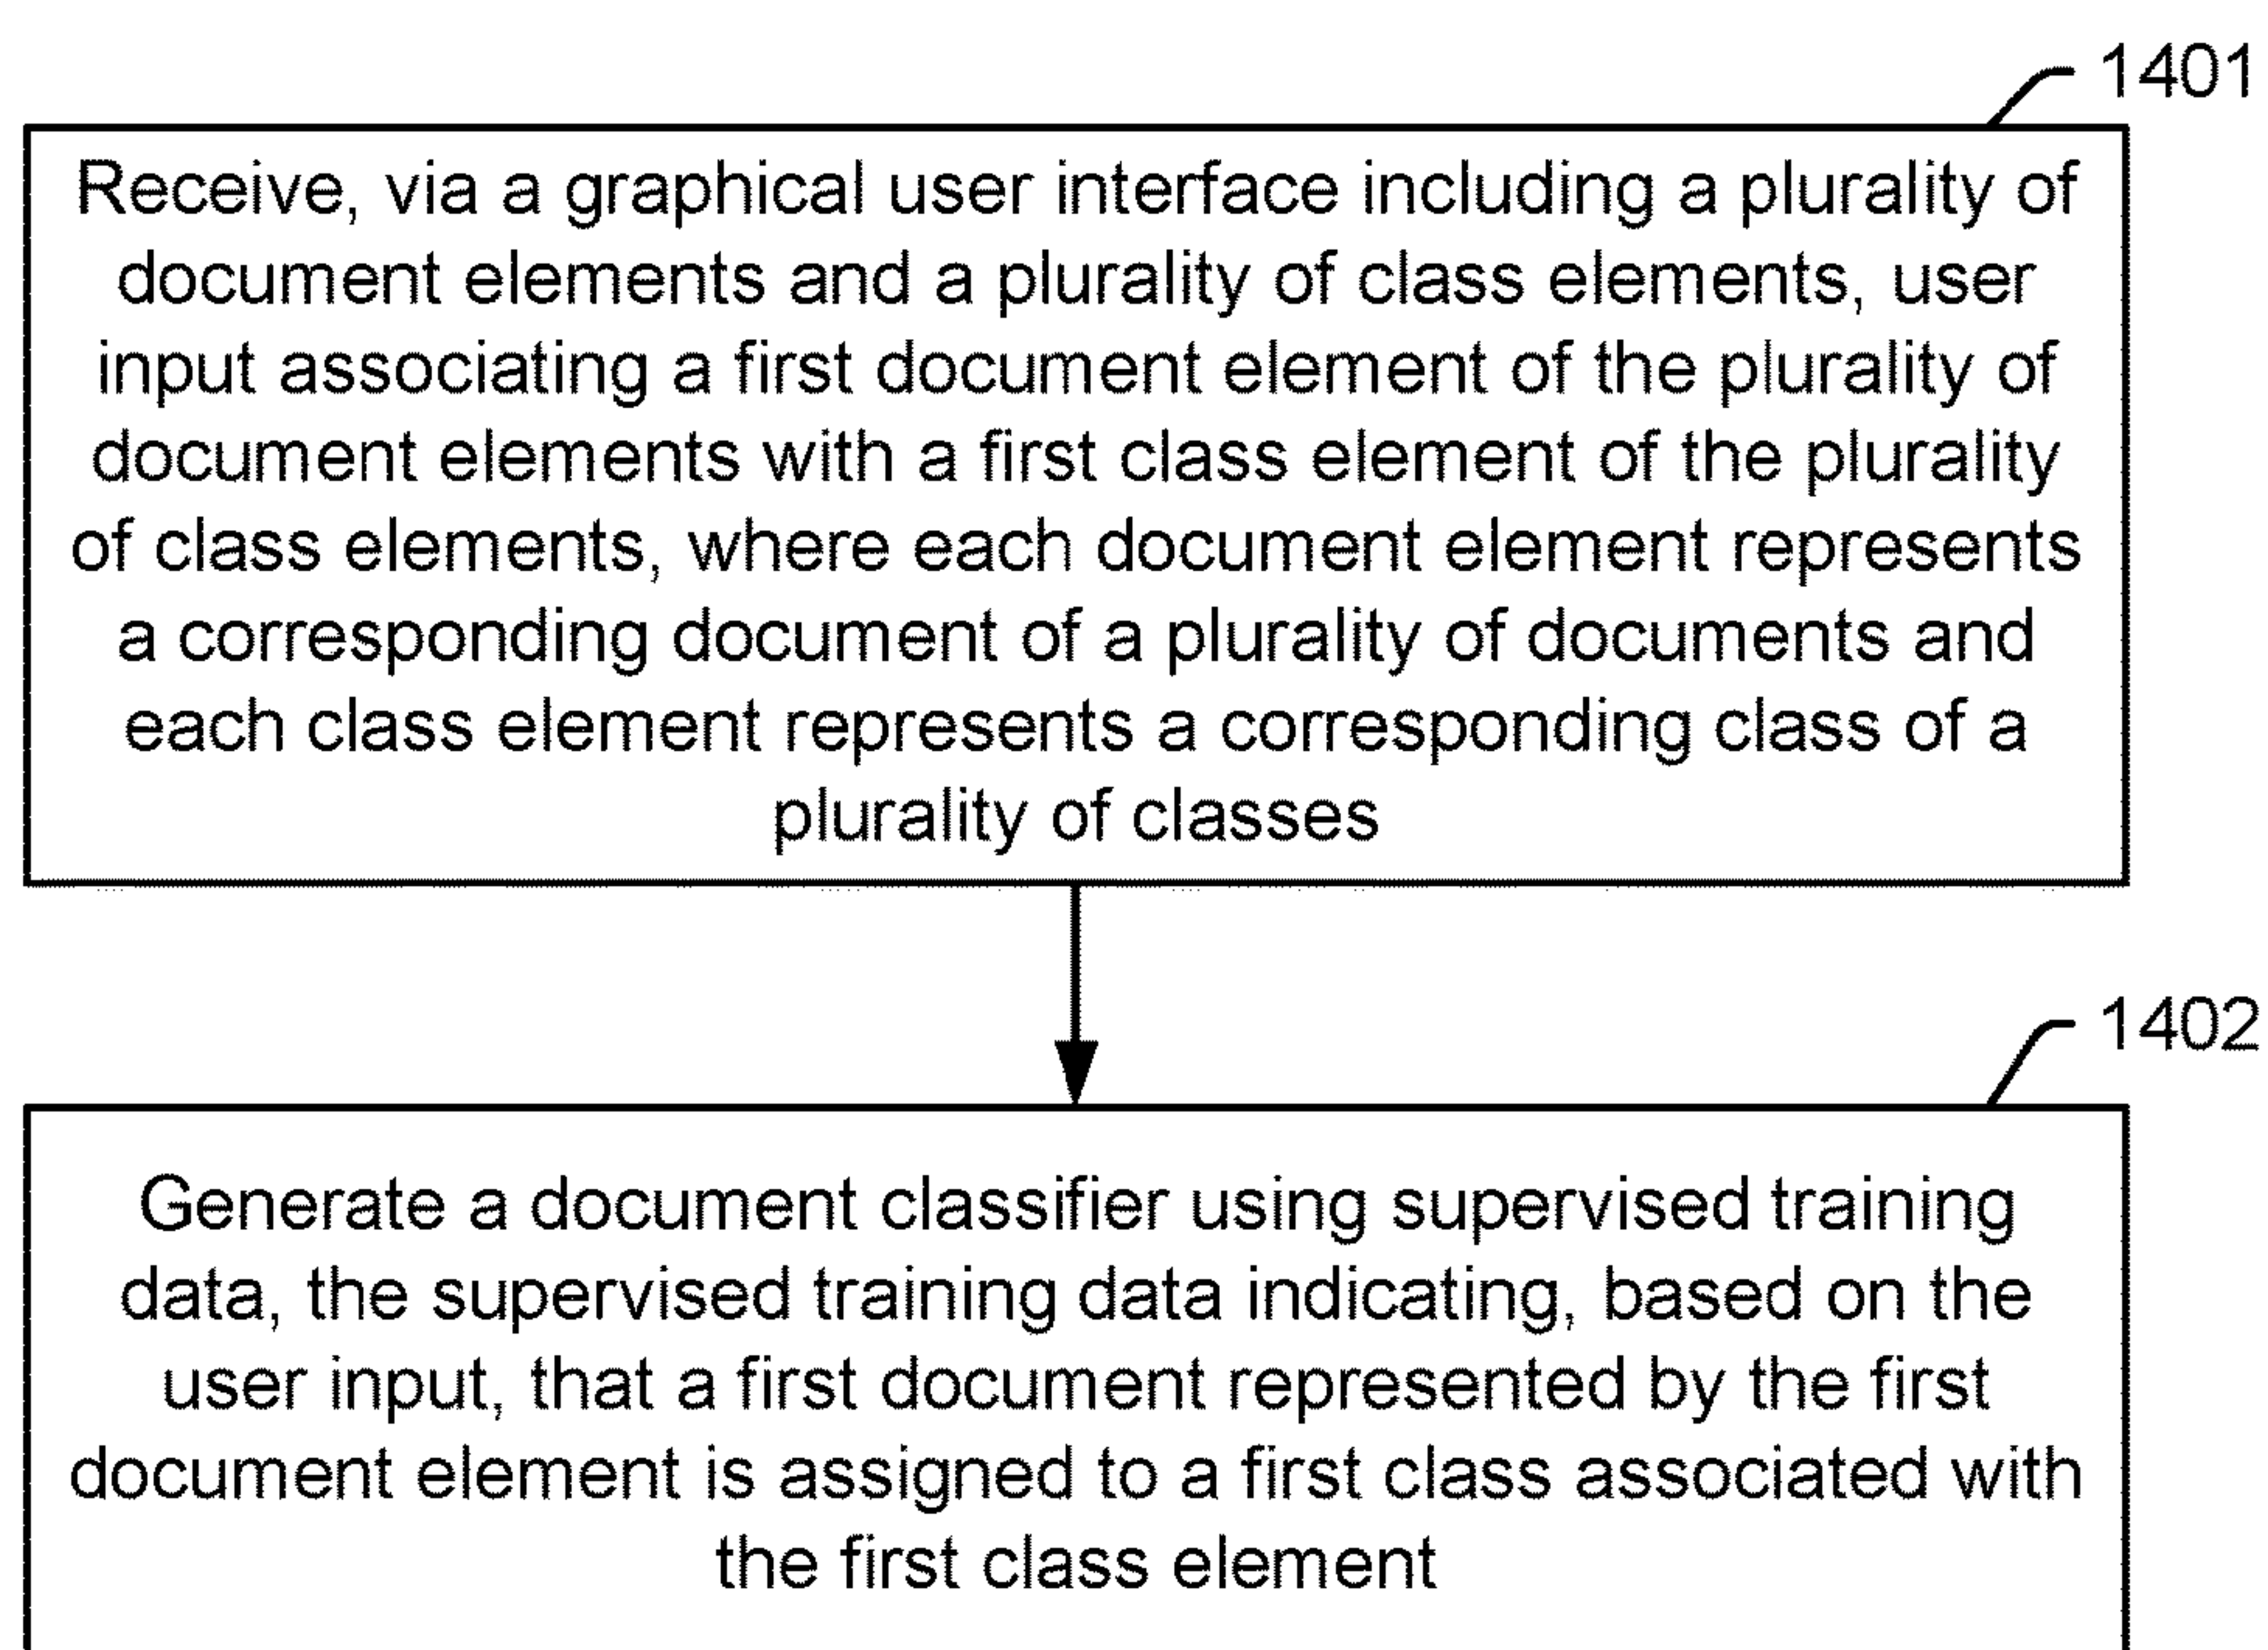 1401
Receive, via a graphical user interface including a plurality of
document elements and a plurality of class elements, user
input associating a first document element of the plurality of
document elements with a first class element of the plurality
of class elements, where each document element represents
a corresponding document of a plurality of documents and
each class element represents a corresponding class of a
plurality of classes
1402
Generate a document classifier using supervised training
data, the supervised training data indicating, based on the
user input, that a first document represented by the first
document element is assigned to a first class associated with
the first class element